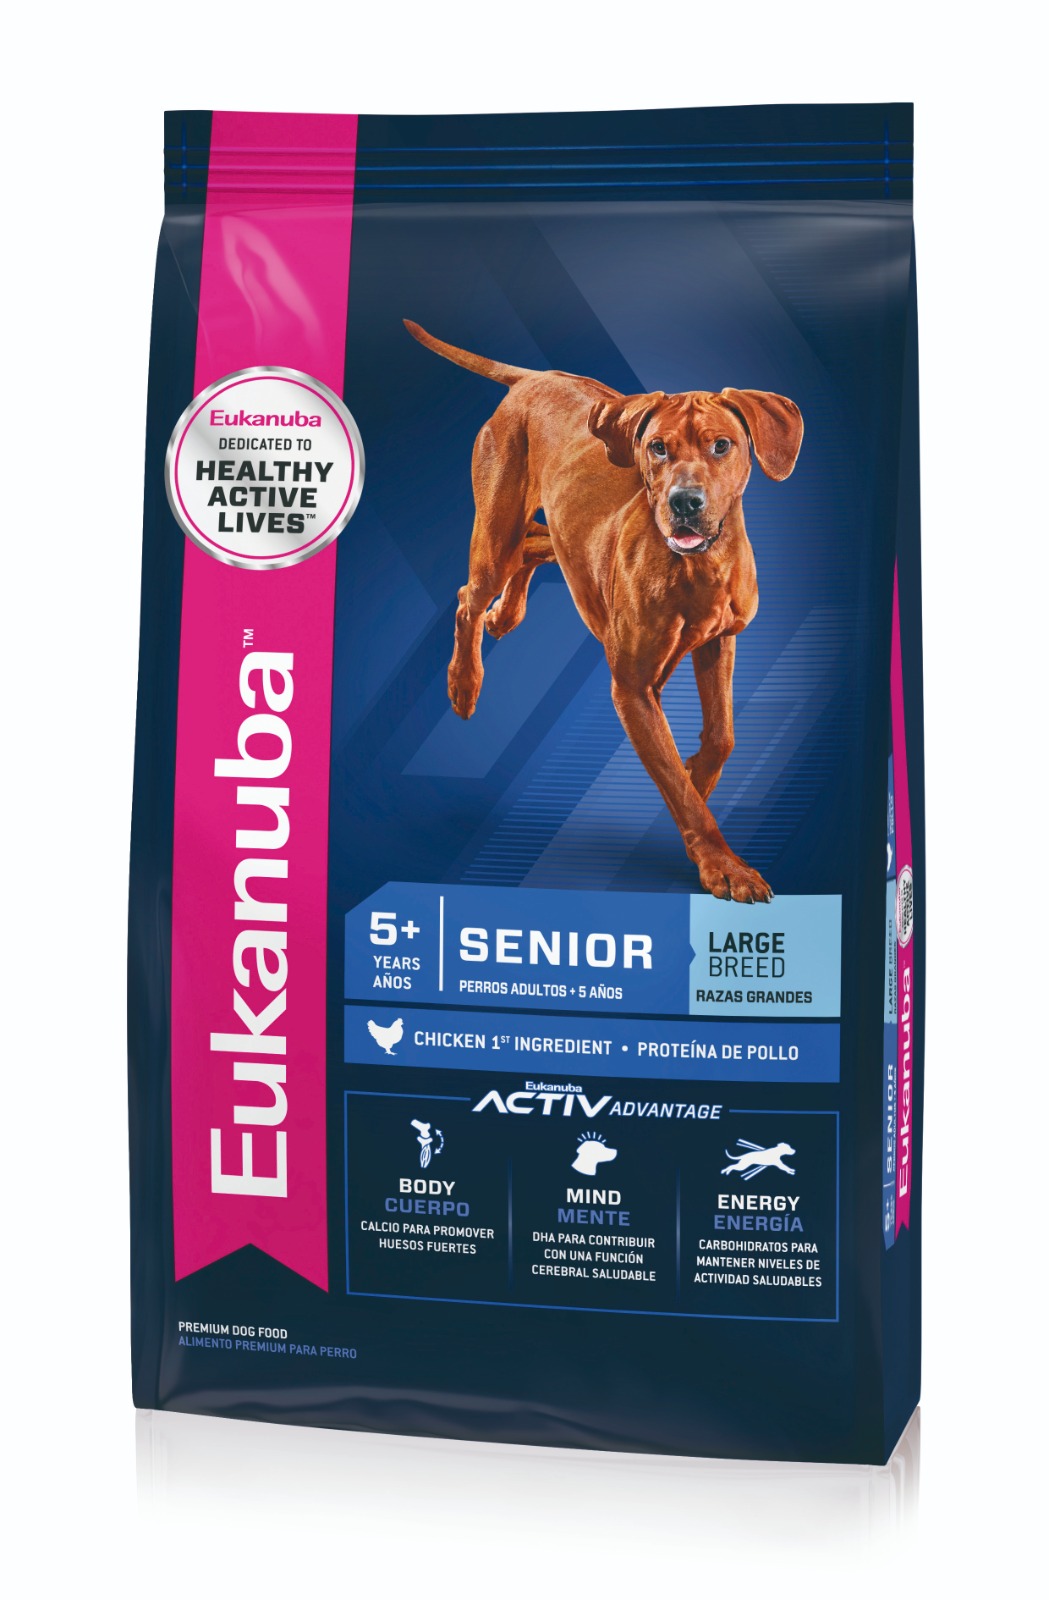 Eukanuba
DEDICATED TO
HEALTHY
ACTIVE
LIVES™
Eukanuba™
5+
YEARS
AÑOS
SENIOR
PERROS ADULTOS + 5 AÑOS
LARGE
BREED
RAZAS GRANDES
CHICKEN 1ST INGREDIENT • PROTEÍNA DE POLLO
Eukanuba
ACTIV ADVANTAGE
BODY
CUERPO
CALCIO PARA PROMOVER
HUESOS FUERTES
MIND
MENTE
DHA PARA CONTRIBUIR
CON UNA FUNCIÓN
CEREBRAL SALUDABLE
ENERGY
ENERGÍA
CARBOHIDRATOS PARA
MANTENER NIVELES DE
ACTIVIDAD SALUDABLES
PREMIUM DOG FOOD
ALIMENTO PREMIUM PARA PERRO
Eukanuba
5+
SENIOR
LARGE BREED